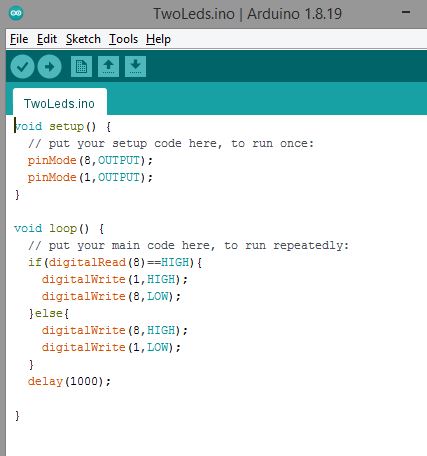 TwoLeds.ino | Arduino 1.8.19
File Edit Sketch Tools Help
TwoLeds.ino
void setup() {
  // put your setup code here, to run once:
  pinMode(8,OUTPUT);
  pinMode(1,OUTPUT);
}

void loop() {
  // put your main code here, to run repeatedly:
  if(digitalRead(8)==HIGH){
    digitalWrite(1,HIGH);
    digitalWrite(8,LOW);
  }else{
    digitalWrite(8,HIGH);
    digitalWrite(1,LOW);
  }
  delay(1000);

}